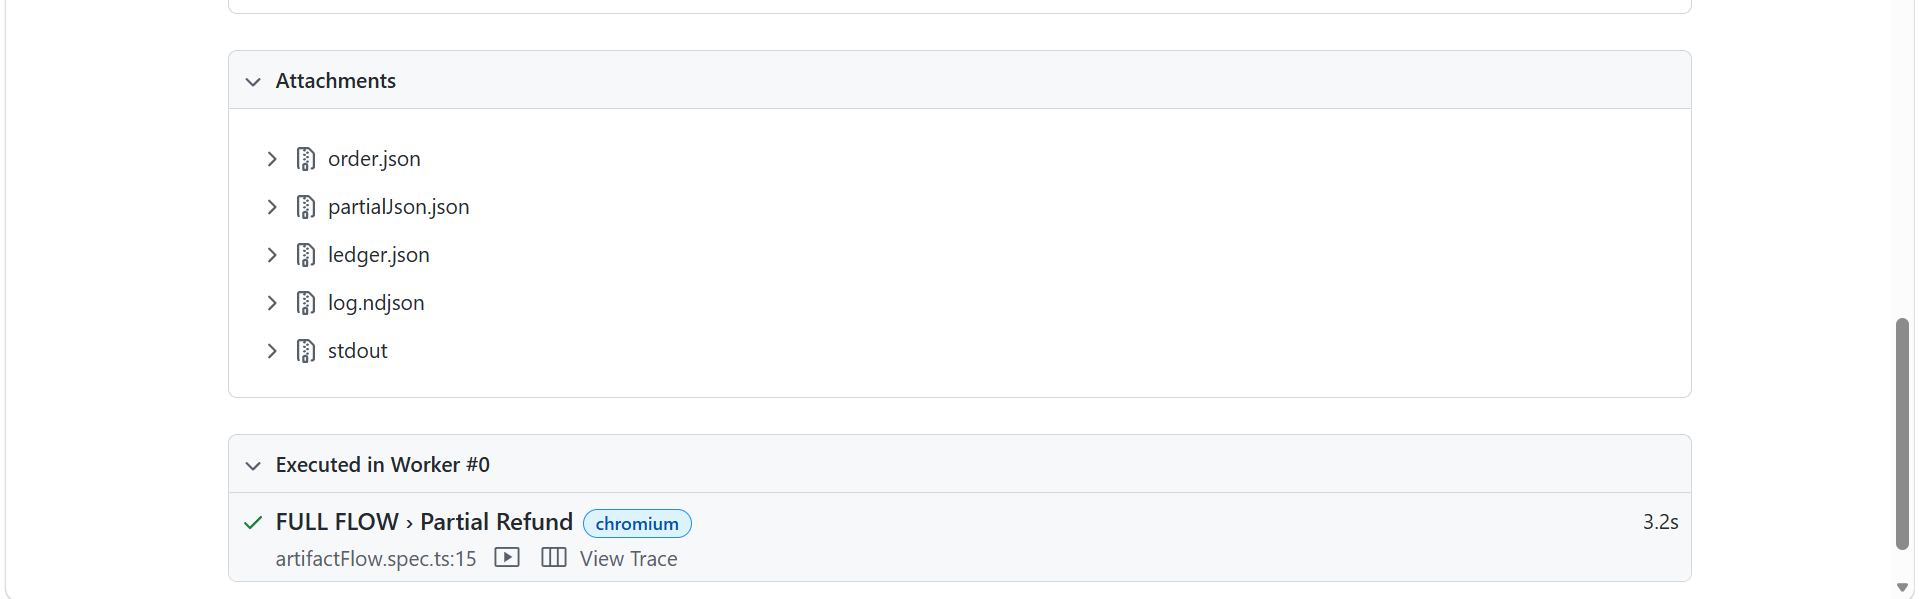 Attachments
order.json
partialJson.json
ledger.json
log.ndjson
stdout
Executed in Worker #0
FULL FLOW › Partial Refund chromium 3.2s
artifactFlow.spec.ts:15 View Trace